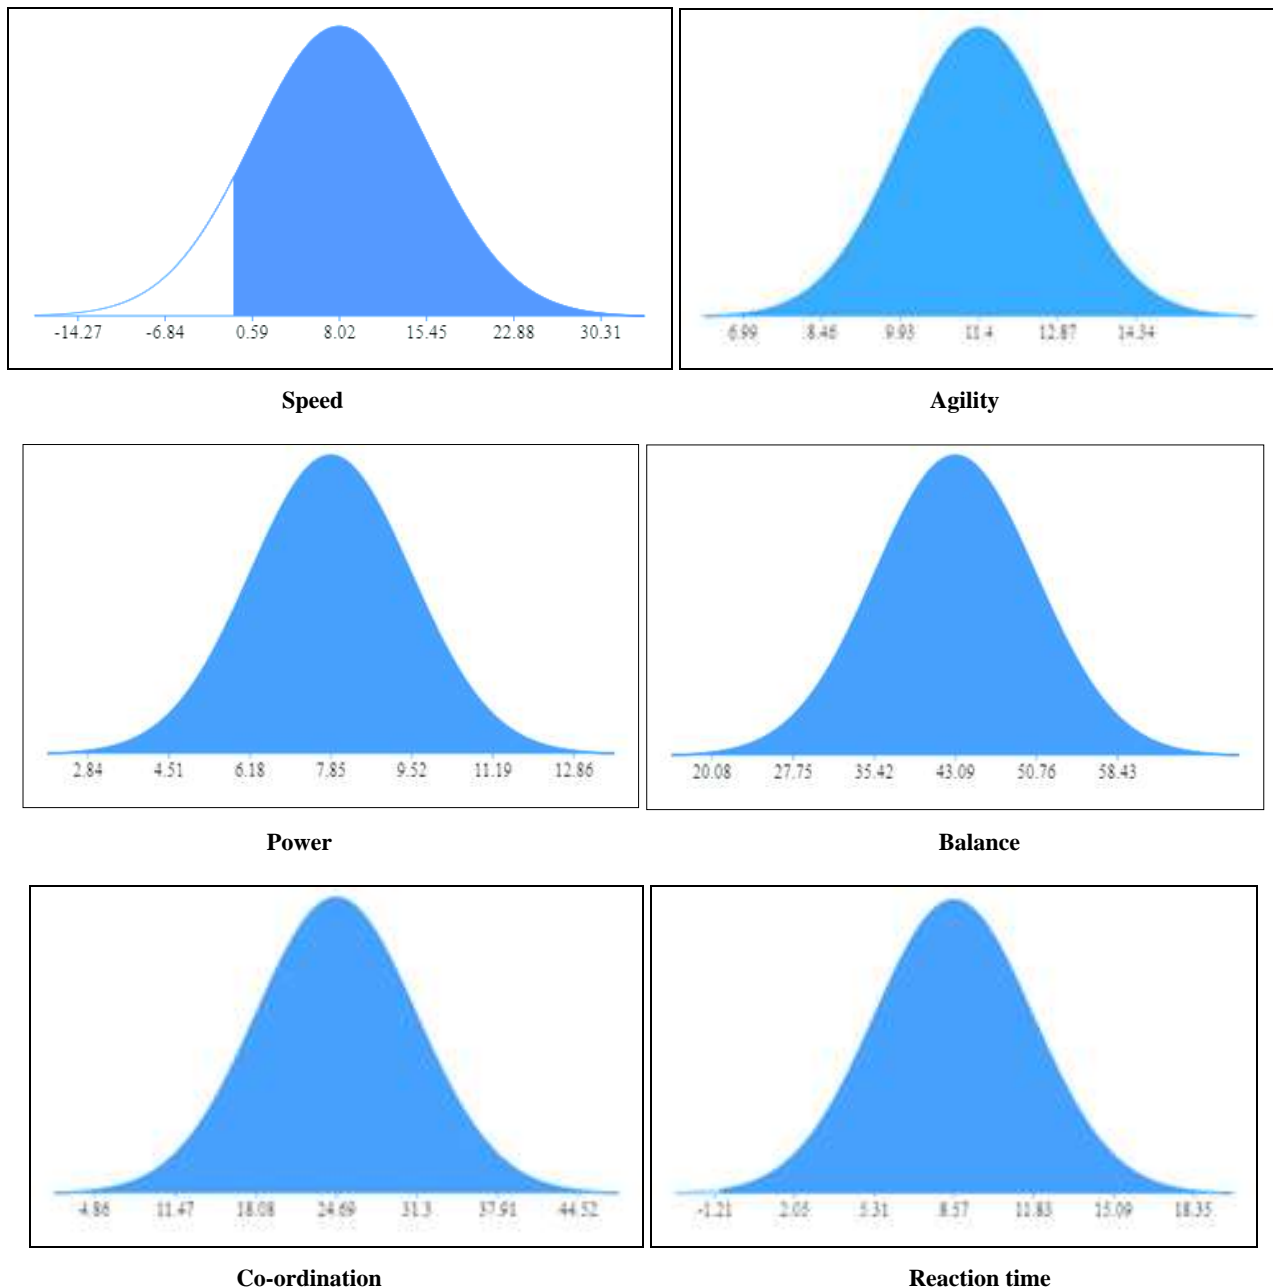 -14.27 -6.84 0.59 8.02 15.45 22.88 30.31
6.99 8.46 9.93 11.4 12.87 14.34
Speed
Agility
2.84 4.51 6.18 7.85 9.52 11.19 12.86
20.08 27.75 35.42 43.09 50.76 58.43
Power
Balance
4.86 11.47 18.08 24.69 31.3 37.91 44.52
-1.21 2.05 5.31 8.57 11.83 15.09 18.35
Co-ordination
Reaction time